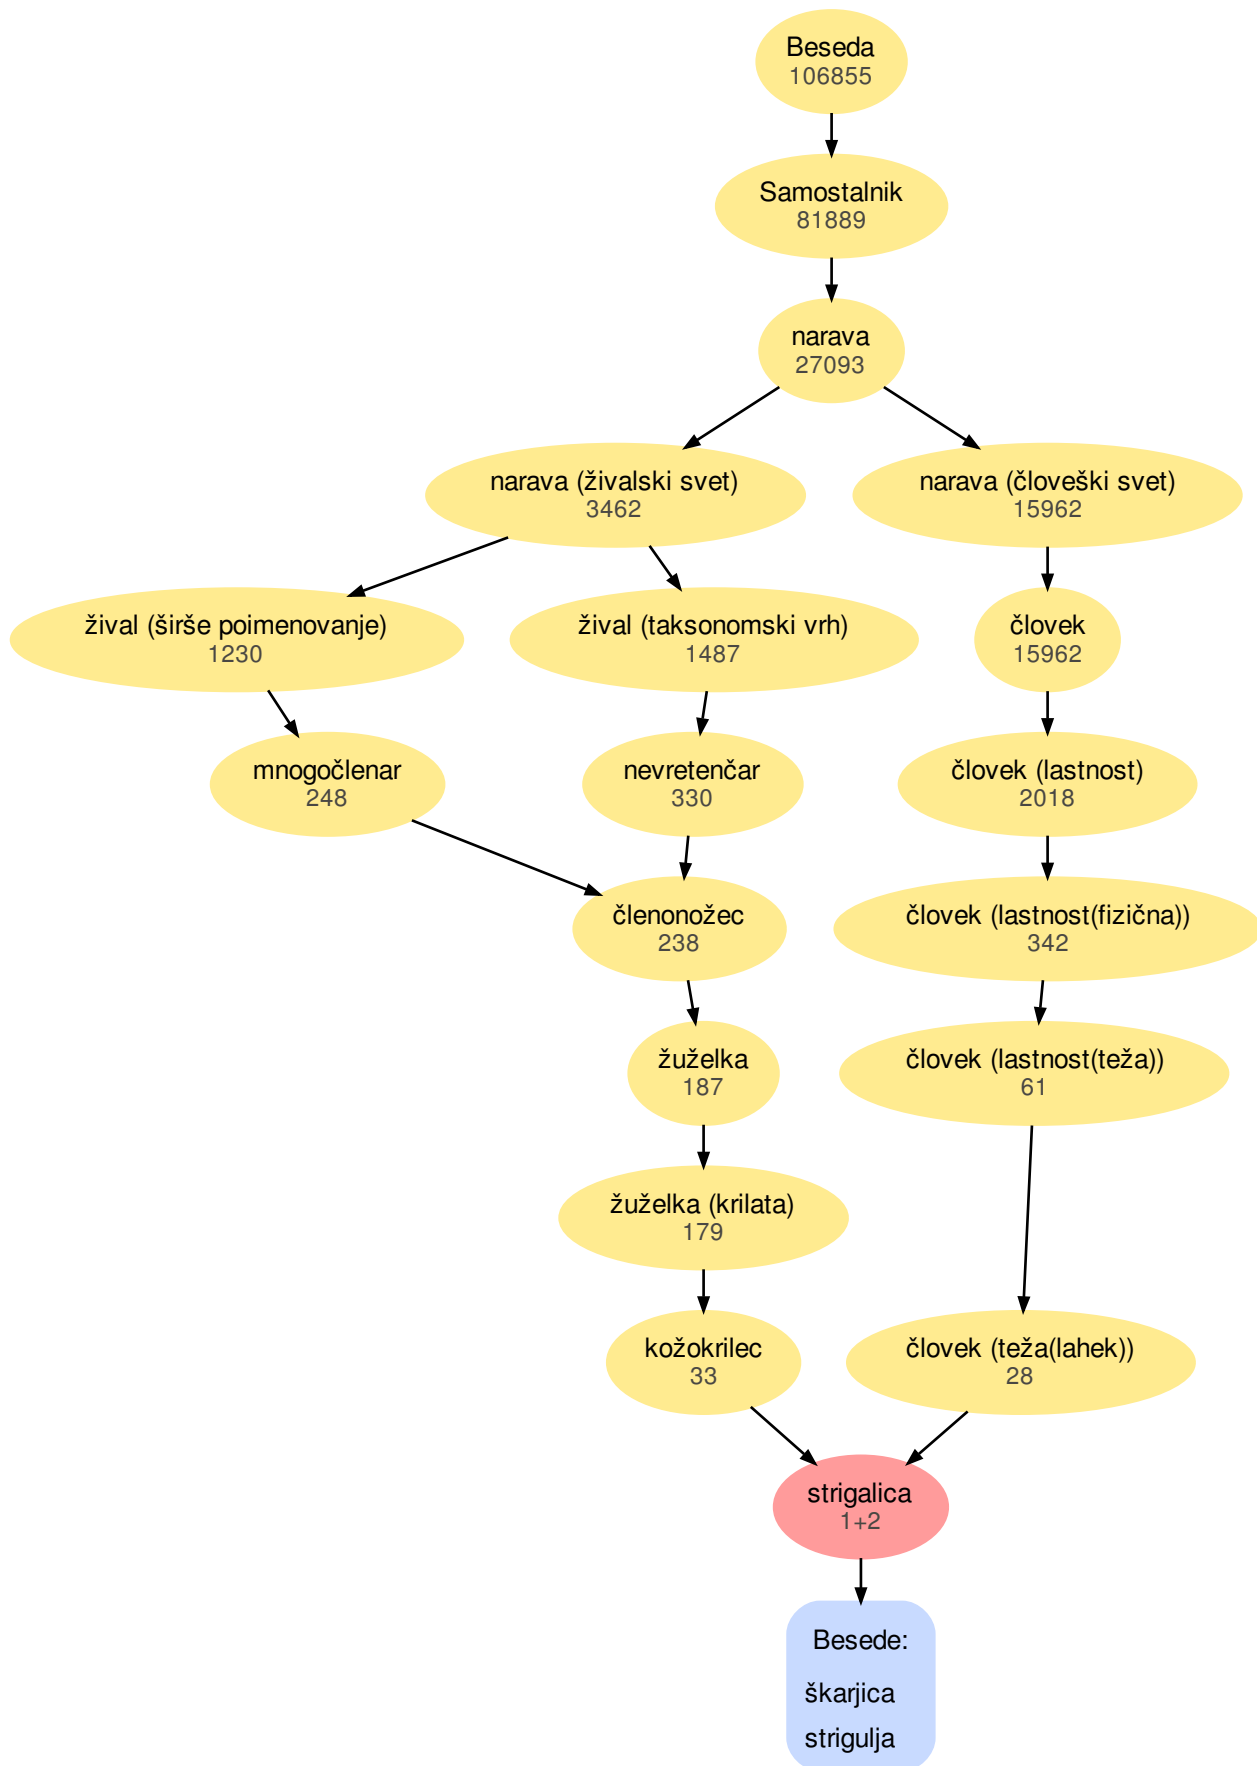 Beseda
106855
Samostalnik
81889
narava
27093
narava (živalski svet)
3462
narava (človeški svet)
15962
žival (širše poimenovanje)
1230
žival (taksonomski vrh)
1487
človek
15962
mnogočlenar
248
nevretenčar
330
človek (lastnost)
2018
členonožec
238
človek (lastnost(fizična))
342
žuželka
187
človek (lastnost(teža))
61
žuželka (krilata)
179
kožokrilec
33
človek (teža(lahek))
28
strigalica
1+2
Besede:
škarjica
strigulja